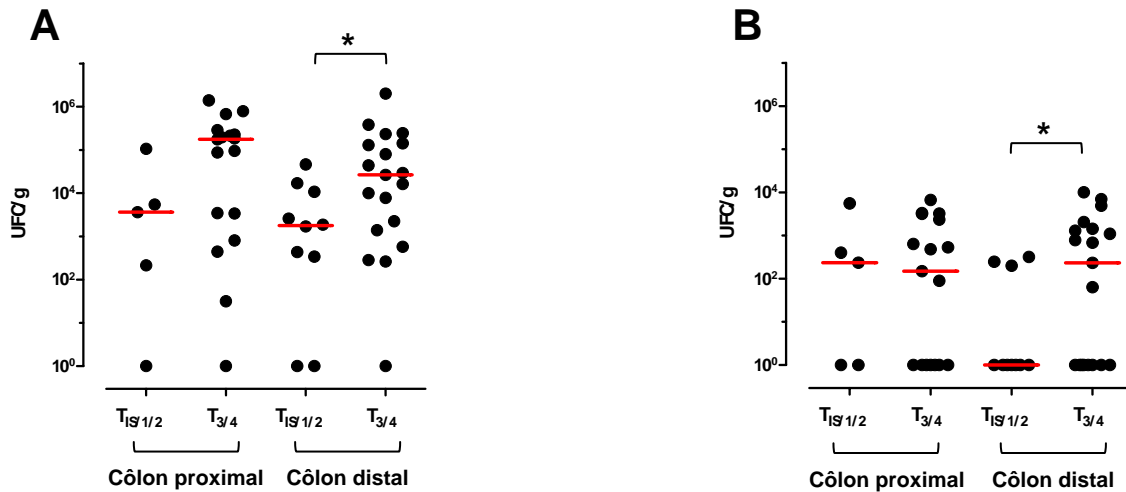 A
*
UFC/g
10⁶
10⁴
10²
10⁰
T_IS/1/2 T_3/4 T_IS/1/2 T_3/4
Côlon proximal Côlon distal
B
*
UFC/g
10⁶
10⁴
10²
10⁰
T_IS/1/2 T_3/4 T_IS/1/2 T_3/4
Côlon proximal Côlon distal